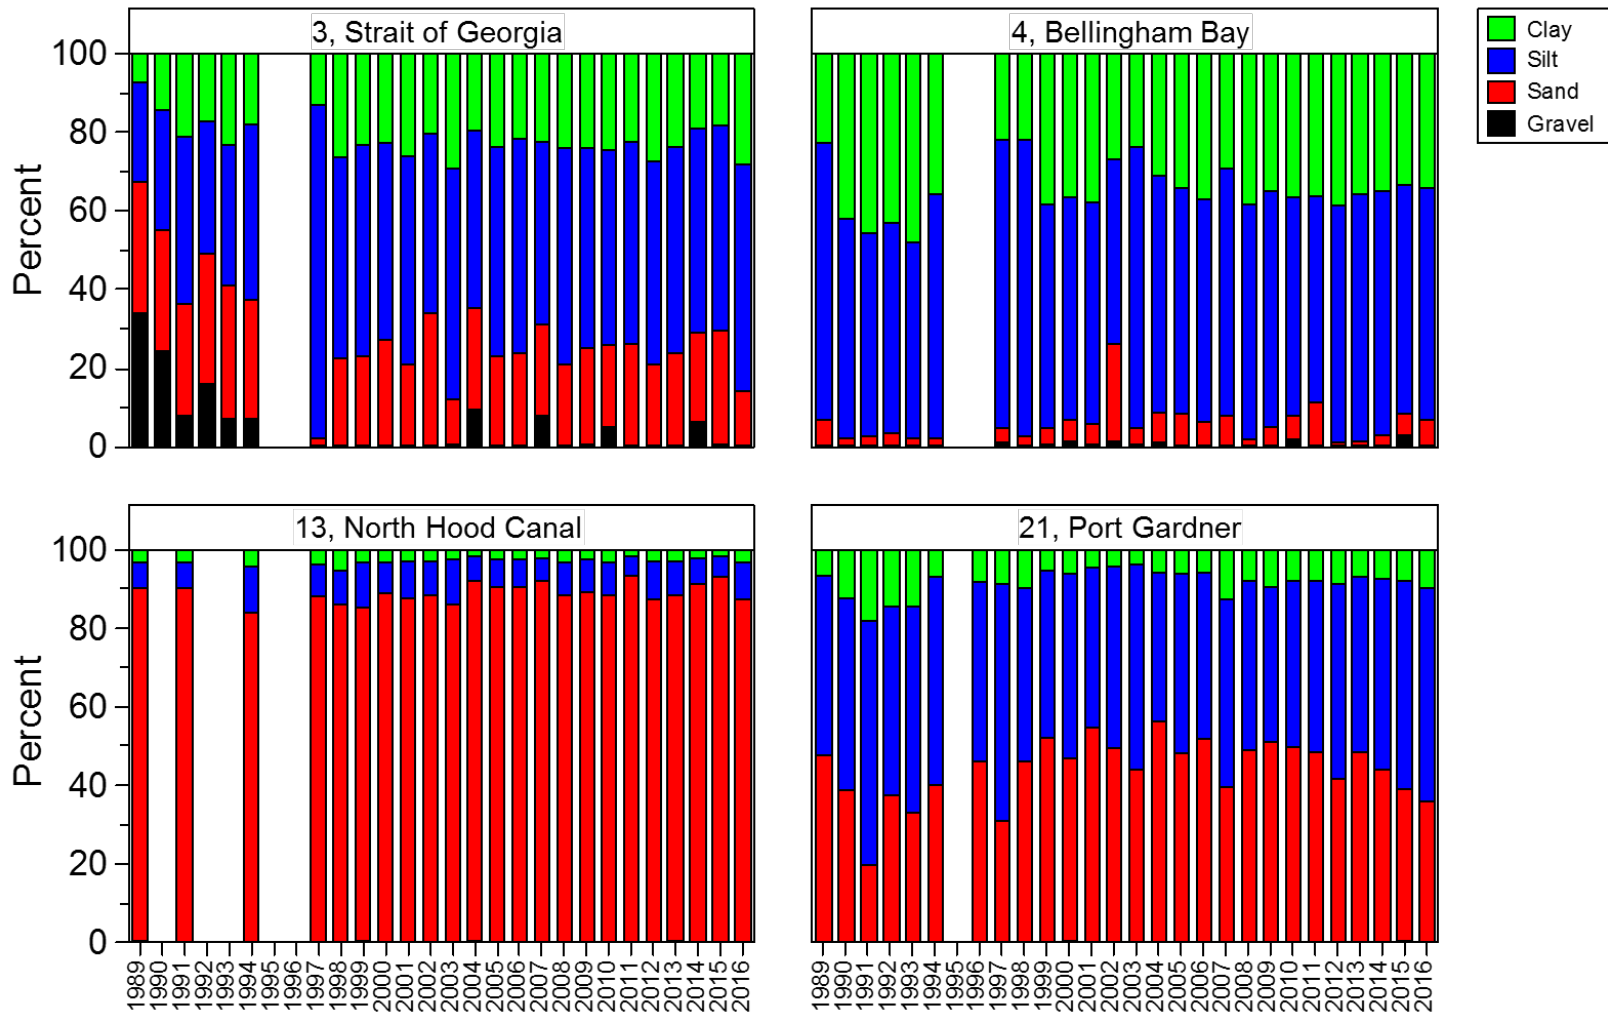 3, Strait of Georgia
4, Bellingham Bay
Clay
Silt
Sand
Gravel
Percent
100
80
60
40
20
0
13, North Hood Canal
21, Port Gardner
Percent
100
80
60
40
20
0
1989 1990 1991 1992 1993 1994 1995 1996 1997 1998 1999 2000 2001 2002 2003 2004 2005 2006 2007 2008 2009 2010 2011 2012 2013 2014 2015 2016
1989 1990 1991 1992 1993 1994 1995 1996 1997 1998 1999 2000 2001 2002 2003 2004 2005 2006 2007 2008 2009 2010 2011 2012 2013 2014 2015 2016